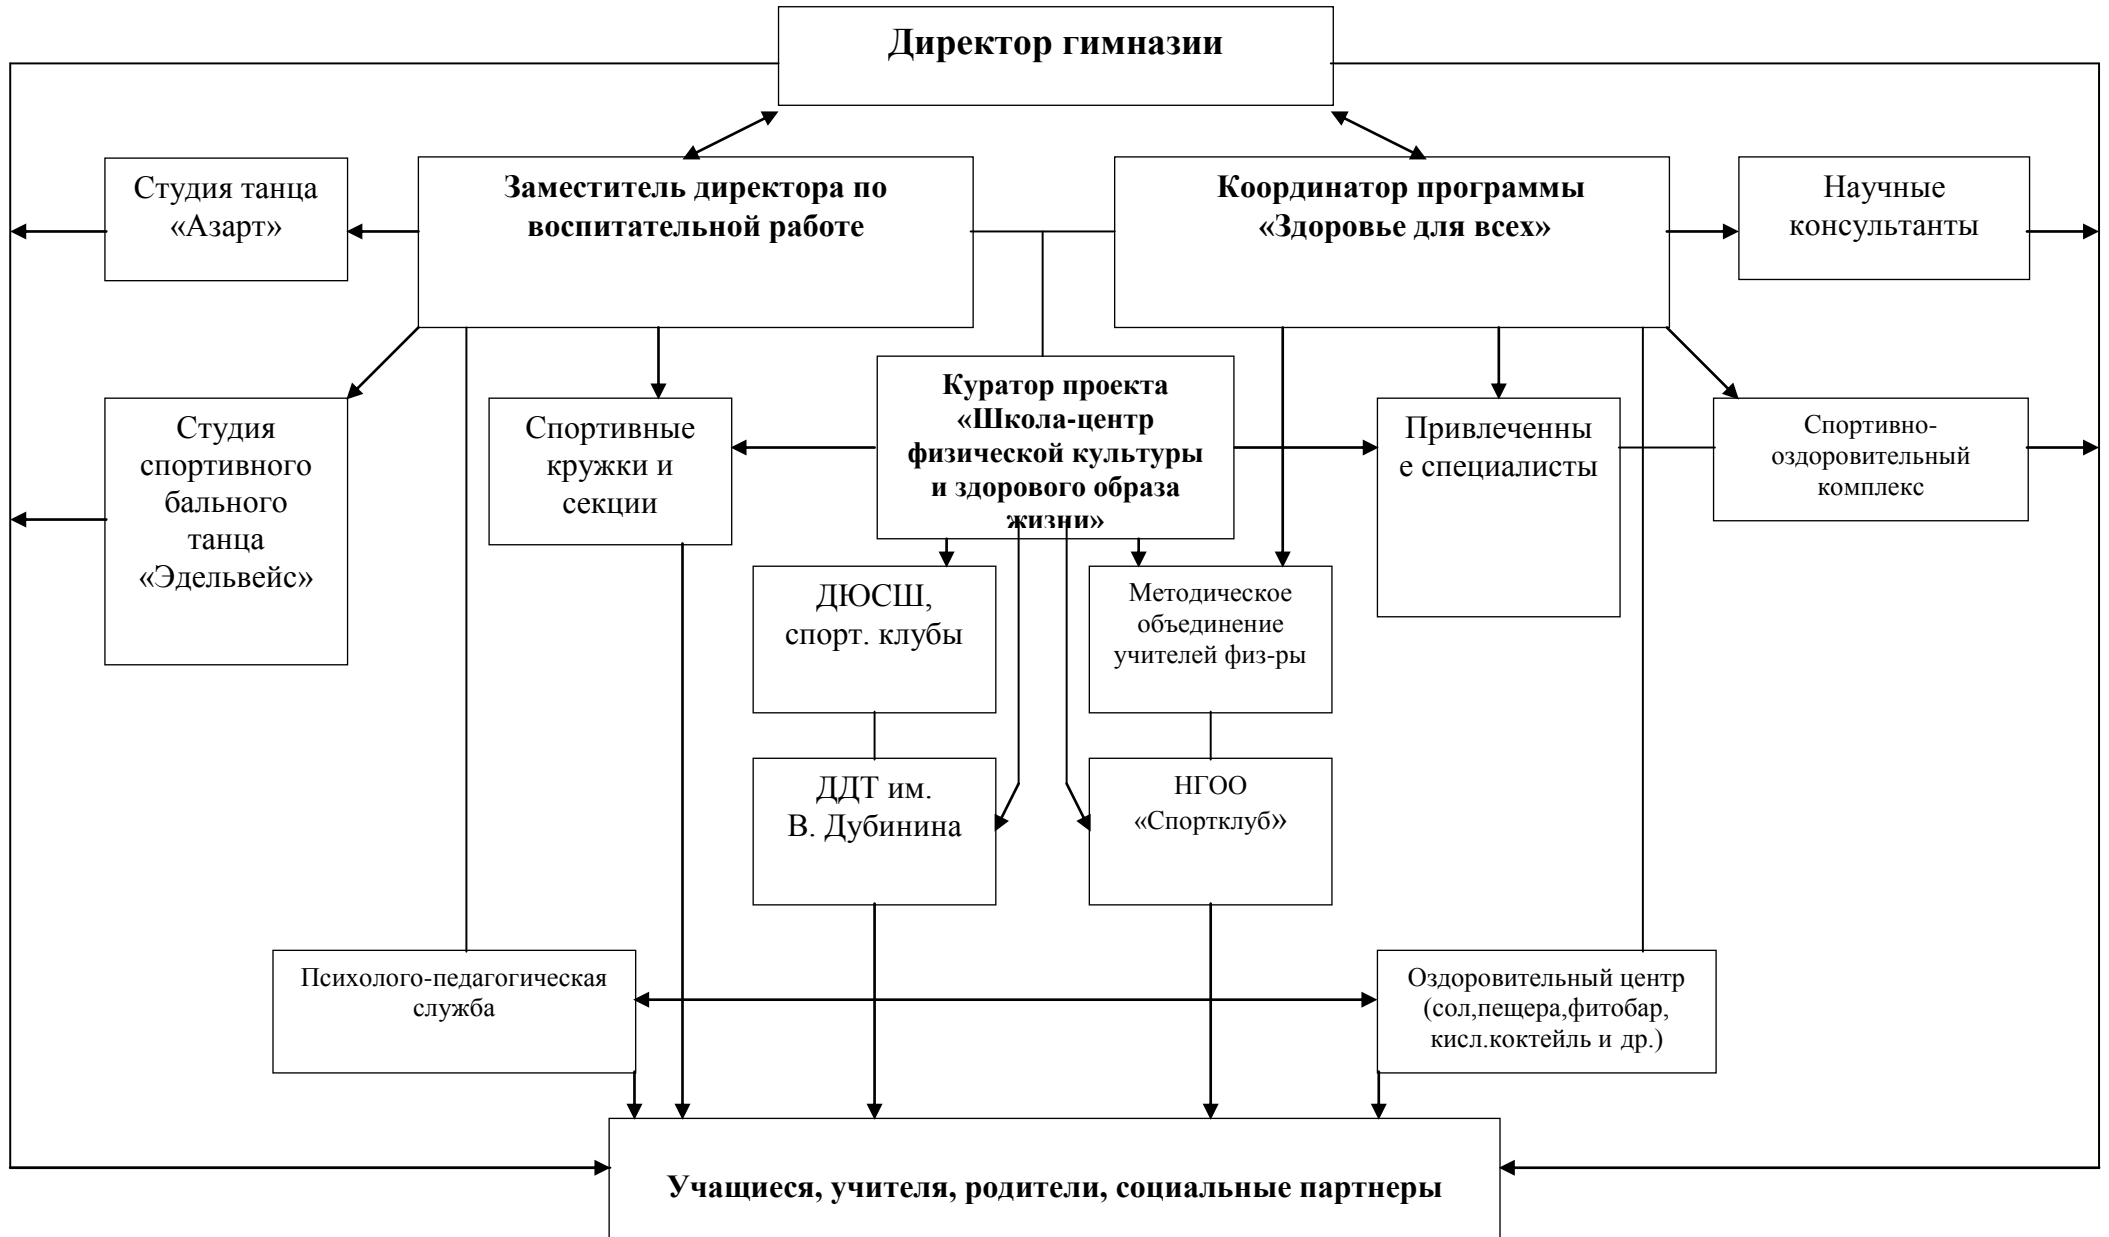 Директор гимназии
Студия танца
«Азарт»
Заместитель директора по
воспитательной работе
Координатор программы
«Здоровье для всех»
Научные
консультанты
Студия
спортивного
бального
танца
«Эдельвейс»
Спортивные
кружки и
секции
Куратор проекта
«Школа-центр
физической культуры
и здорового образа
жизни»
Привлеченны
е специалисты
Спортивно-
оздоровительный
комплекс
ДЮСШ,
спорт. клубы
Методическое
объединение
учителей физ-ры
ДДТ им.
В. Дубинина
НГОО
«Спортклуб»
Психолого-педагогическая
служба
Оздоровительный центр
(сол,пещера,фитобар,
кисл.коктейль и др.)
Учащиеся, учителя, родители, социальные партнеры